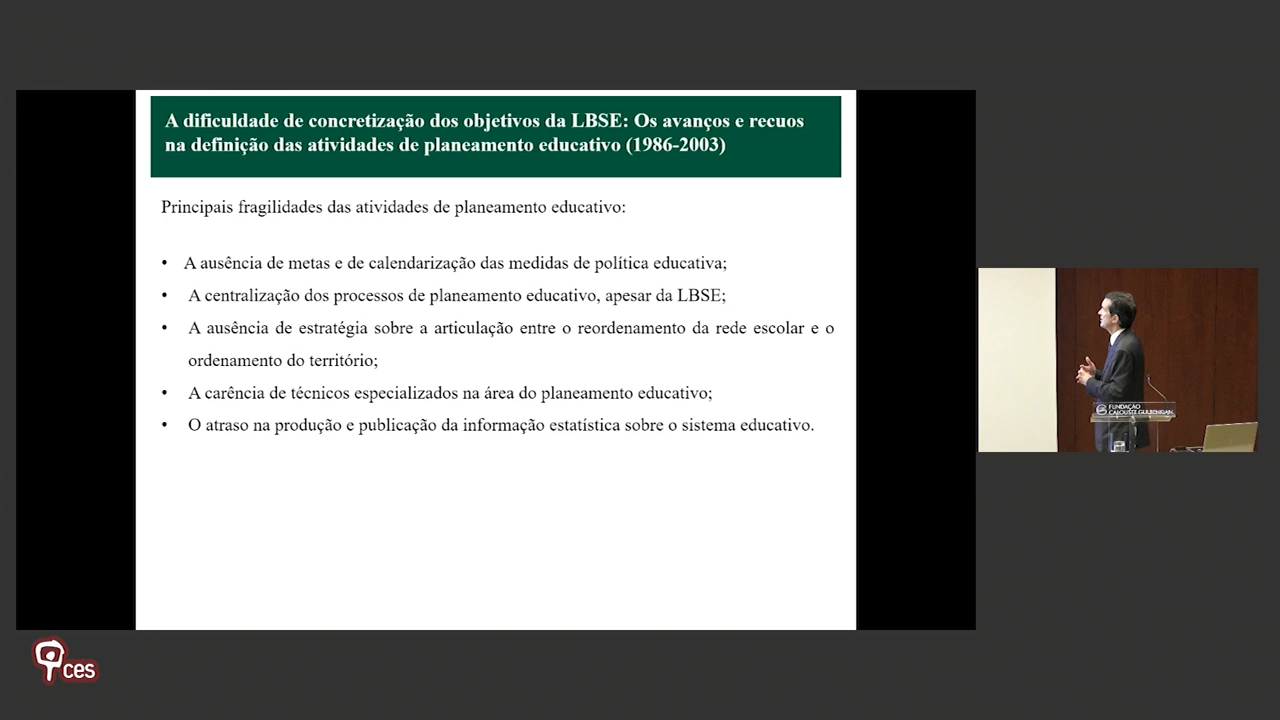 A dificuldade de concretização dos objetivos da LBSE: Os avanços e recuos
na definição das atividades de planeamento educativo (1986-2003)
Principais fragilidades das atividades de planeamento educativo:
• A ausência de metas e de calendarização das medidas de política educativa;
• A centralização dos processos de planeamento educativo, apesar da LBSE;
• A ausência de estratégia sobre a articulação entre o reordenamento da rede escolar e o
ordenamento do território;
• A carência de técnicos especializados na área do planeamento educativo;
• O atraso na produção e publicação da informação estatística sobre o sistema educativo.
FUNDAÇÃO
CALOUSTE GULBENKIAN
ces